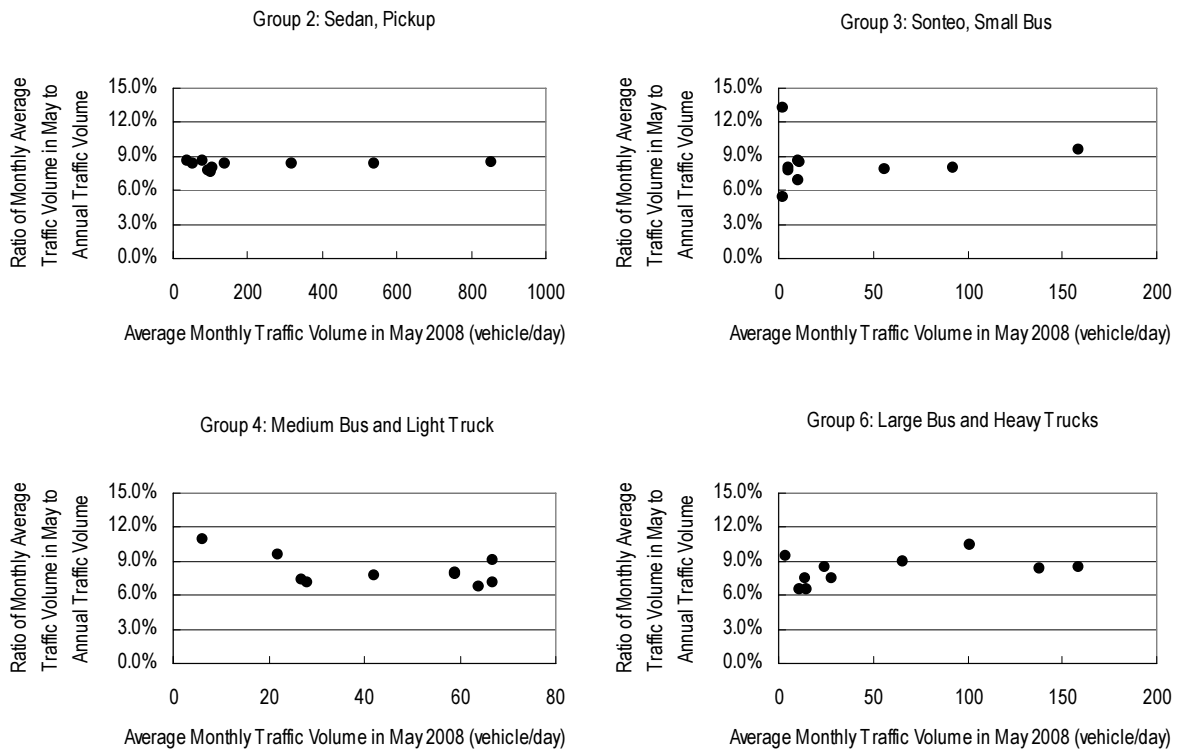 Group 2: Sedan, Pickup
Ratio of Monthly Average
Traffic Volume in May to
Annual Traffic Volume
15.0%
12.0%
9.0%
6.0%
3.0%
0.0%
0 200 400 600 800 1000
Average Monthly Traffic Volume in May 2008 (vehicle/day)
Group 3: Sonteo, Small Bus
Ratio of Monthly Average
Traffic Volume in May to
Annual Traffic Volume
15.0%
12.0%
9.0%
6.0%
3.0%
0.0%
0 50 100 150 200
Average Monthly Traffic Volume in May 2008 (vehicle/day)
Group 4: Medium Bus and Light Truck
Ratio of Monthly Average
Traffic Volume in May to
Annual Traffic Volume
15.0%
12.0%
9.0%
6.0%
3.0%
0.0%
0 20 40 60 80
Average Monthly Traffic Volume in May 2008 (vehicle/day)
Group 6: Large Bus and Heavy Trucks
Ratio of Monthly Average
Traffic Volume in May to
Annual Traffic Volume
15.0%
12.0%
9.0%
6.0%
3.0%
0.0%
0 50 100 150 200
Average Monthly Traffic Volume in May 2008 (vehicle/day)